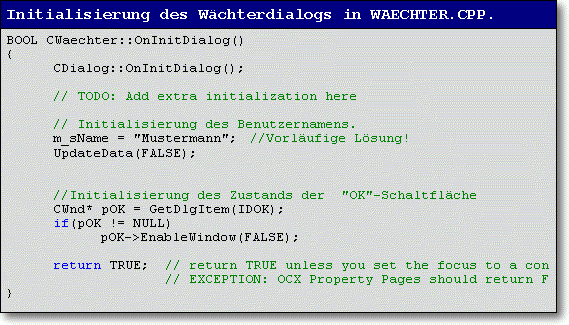 Initialisierung des Wächterdialogs in WAECHTER.CPP.
BOOL CWaechter::OnInitDialog()
{
CDialog::OnInitDialog();
// TODO: Add extra initialization here
// Initialisierung des Benutzernamens.
m_sName = "Mustermann";  //Vorläufige Lösung!
UpdateData(FALSE);
//Initialisierung des Zustands der  "OK"-Schaltfläche
CWnd* pOK = GetDlgItem(IDOK);
if(pOK != NULL)
pOK->EnableWindow(FALSE);
return TRUE;  // return TRUE unless you set the focus to a con
// EXCEPTION: OCX Property Pages should return F
}